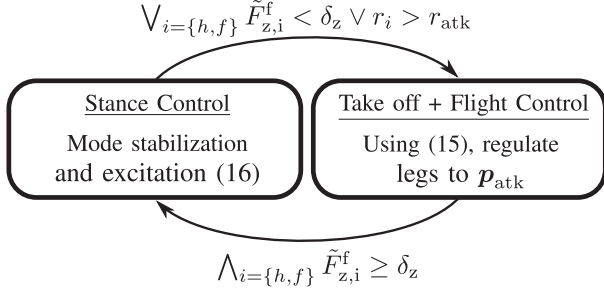 ⋁_{i={h,f}} F̃^f_{z,i} < δ_z ∨ r_i > r_atk
Stance Control
Mode stabilization
and excitation (16)
Take off + Flight Control
Using (15), regulate
legs to p_atk
⋀_{i={h,f}} F̃^f_{z,i} ≥ δ_z